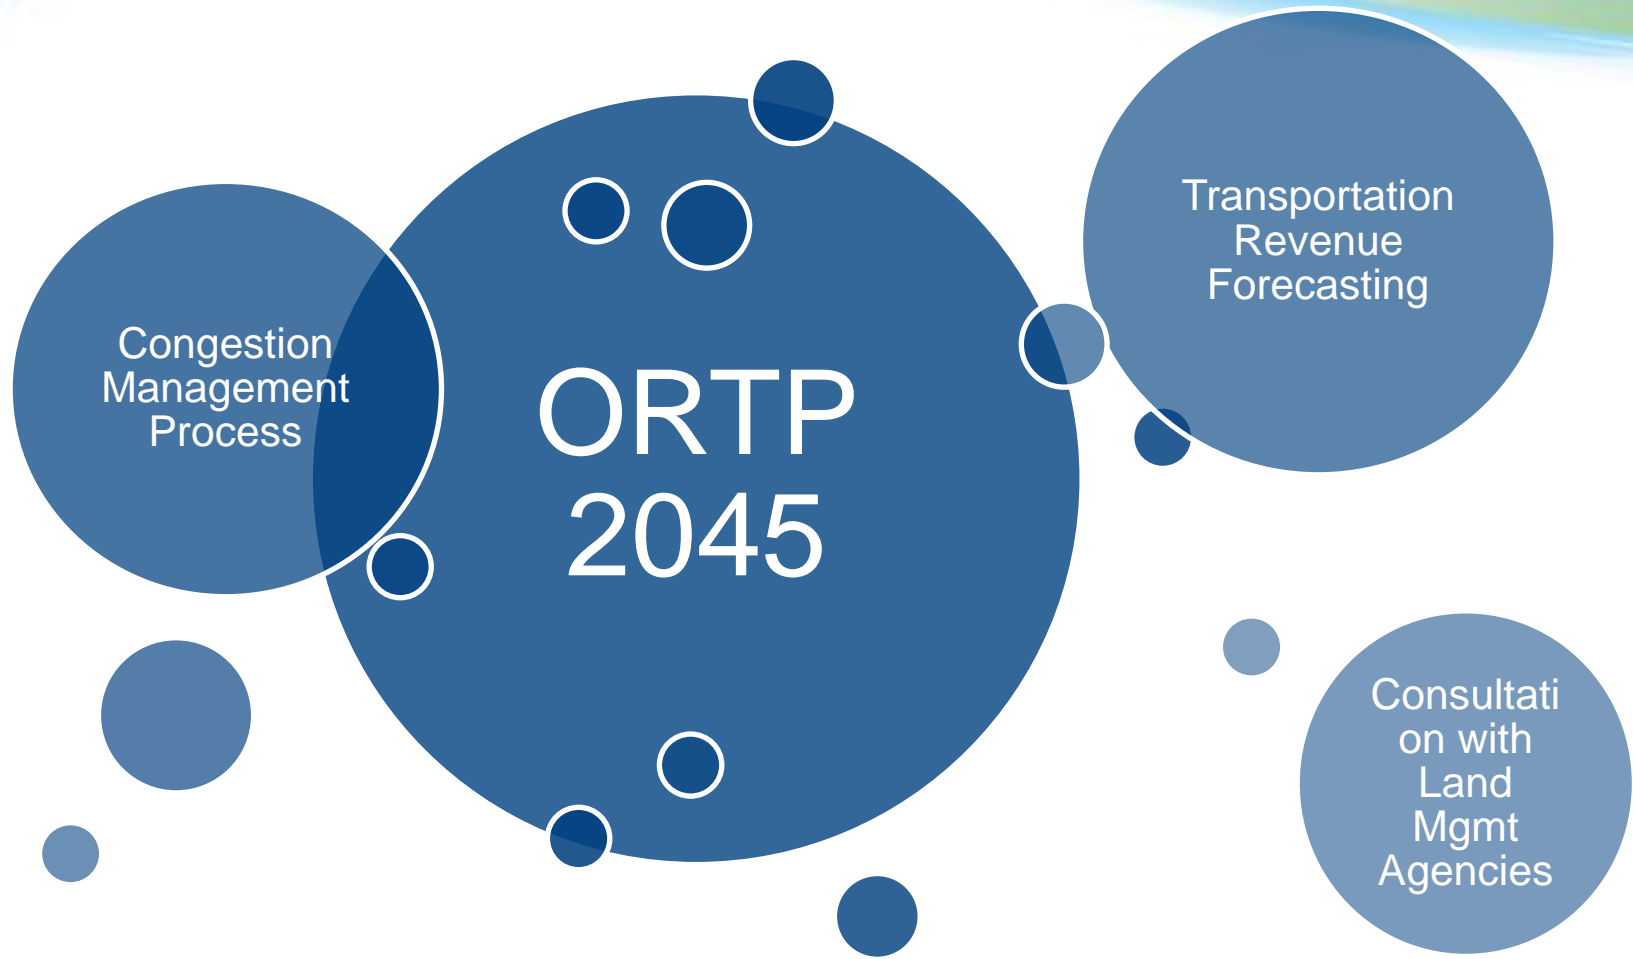 Congestion
Management
Process
ORTP
2045
Transportation
Revenue
Forecasting
Consultati
on with
Land
Mgmt
Agencies